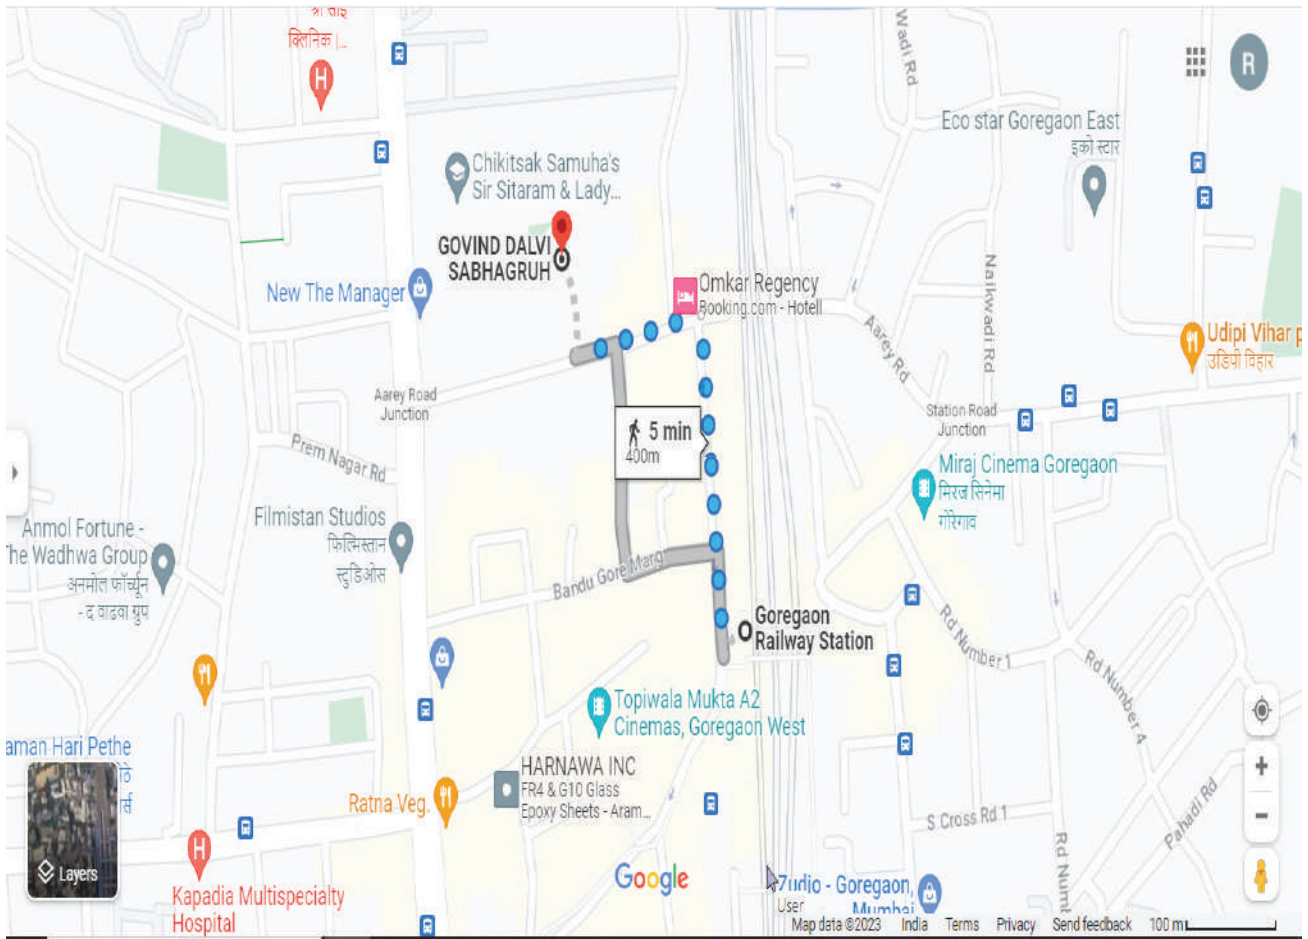 श्री साई
क्लिनिक |...
H
Wadi Rd
R
Eco star Goregaon East
इको स्टार
Chikitsak Samuha's
Sir Sitaram & Lady...
GOVIND DALVI
SABHAGRUH
New The Manager
Omkar Regency
Booking.com - Hotell
Naikwadi Rd
Aarey Rd
Udipi Vihar p
उडिपी विहार
Aarey Road
Junction
Station Road
Junction
5 min
400m
Prem Nagar Rd
Miraj Cinema Goregaon
मिरज सिनेमा
गोरेगाव
Anmol Fortune -
The Wadhwa Group
अनमोल फॉर्च्यून
- द वाढवा ग्रुप
Filmistan Studios
फिल्मिस्तान
स्टुडिओस
Bandu Gore Marg
Goregaon
Railway Station
Rd Number 1
Rd Number 4
Topiwala Mukta A2
Cinemas, Goregaon West
aman Hari Pethe
ठे
र्स
HARNAWA INC
FR4 & G10 Glass
Epoxy Sheets - Aram...
Ratna Veg.
S Cross Rd 1
Pahadi Rd
Rd Num
H
Layers
Kapadia Multispecialty
Hospital
Google
Zudio - Goregaon,
Mumbai
User
Map data ©2023 India Terms Privacy Send feedback 100 m